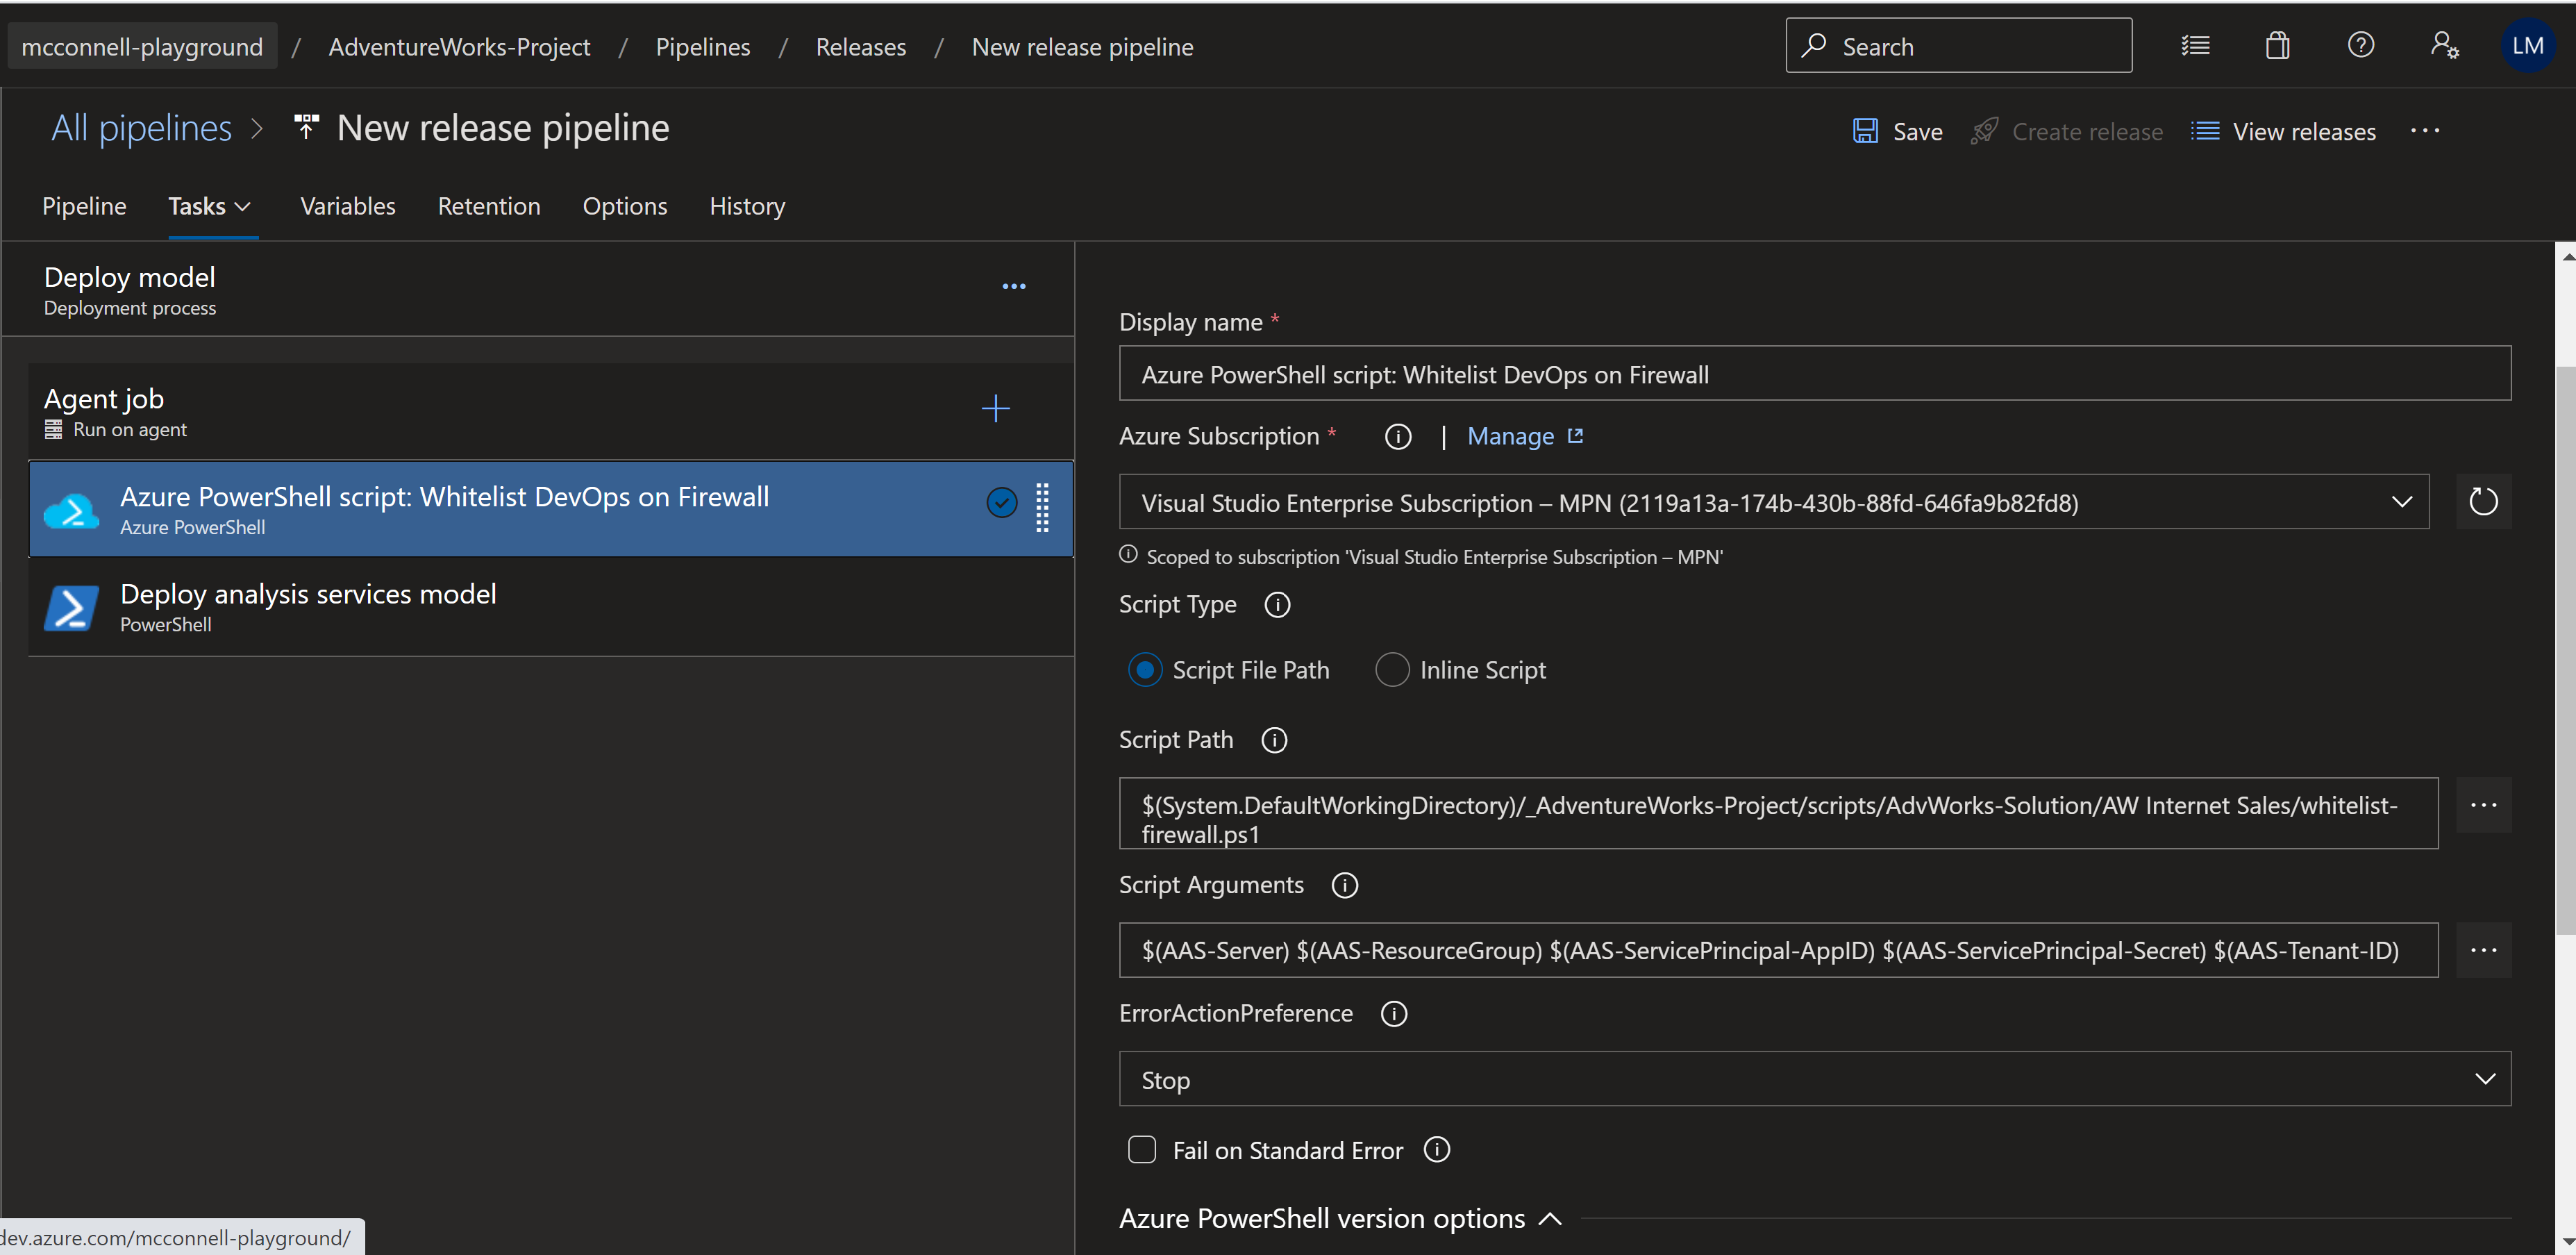 mcconnell-playground / AdventureWorks-Project / Pipelines / Releases / New release pipeline
Search
LM
All pipelines > New release pipeline
Save
Create release
View releases
Pipeline
Tasks
Variables
Retention
Options
History
Deploy model
Deployment process
Agent job
Run on agent
Azure PowerShell script: Whitelist DevOps on Firewall
Azure PowerShell
Deploy analysis services model
PowerShell
Display name *
Azure PowerShell script: Whitelist DevOps on Firewall
Azure Subscription * | Manage
Visual Studio Enterprise Subscription – MPN (2119a13a-174b-430b-88fd-646fa9b82fd8)
Scoped to subscription 'Visual Studio Enterprise Subscription – MPN'
Script Type
Script File Path
Inline Script
Script Path
$(System.DefaultWorkingDirectory)/_AdventureWorks-Project/scripts/AdvWorks-Solution/AW Internet Sales/whitelist-
firewall.ps1
Script Arguments
$(AAS-Server) $(AAS-ResourceGroup) $(AAS-ServicePrincipal-AppID) $(AAS-ServicePrincipal-Secret) $(AAS-Tenant-ID)
ErrorActionPreference
Stop
Fail on Standard Error
Azure PowerShell version options
dev.azure.com/mcconnell-playground/